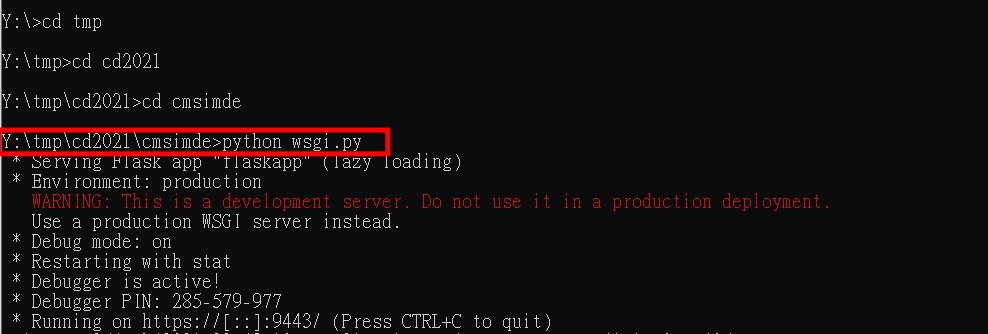 Y:\>cd tmp
Y:\tmp>cd cd2021
Y:\tmp\cd2021>cd cmsimde
Y:\tmp\cd2021\cmsimde>python wsgi.py
* Serving Flask app "flaskapp" (lazy loading)
* Environment: production
WARNING: This is a development server. Do not use it in a production deployment.
Use a production WSGI server instead.
* Debug mode: on
* Restarting with stat
* Debugger is active!
* Debugger PIN: 285-579-977
* Running on https://[::]:9443/ (Press CTRL+C to quit)